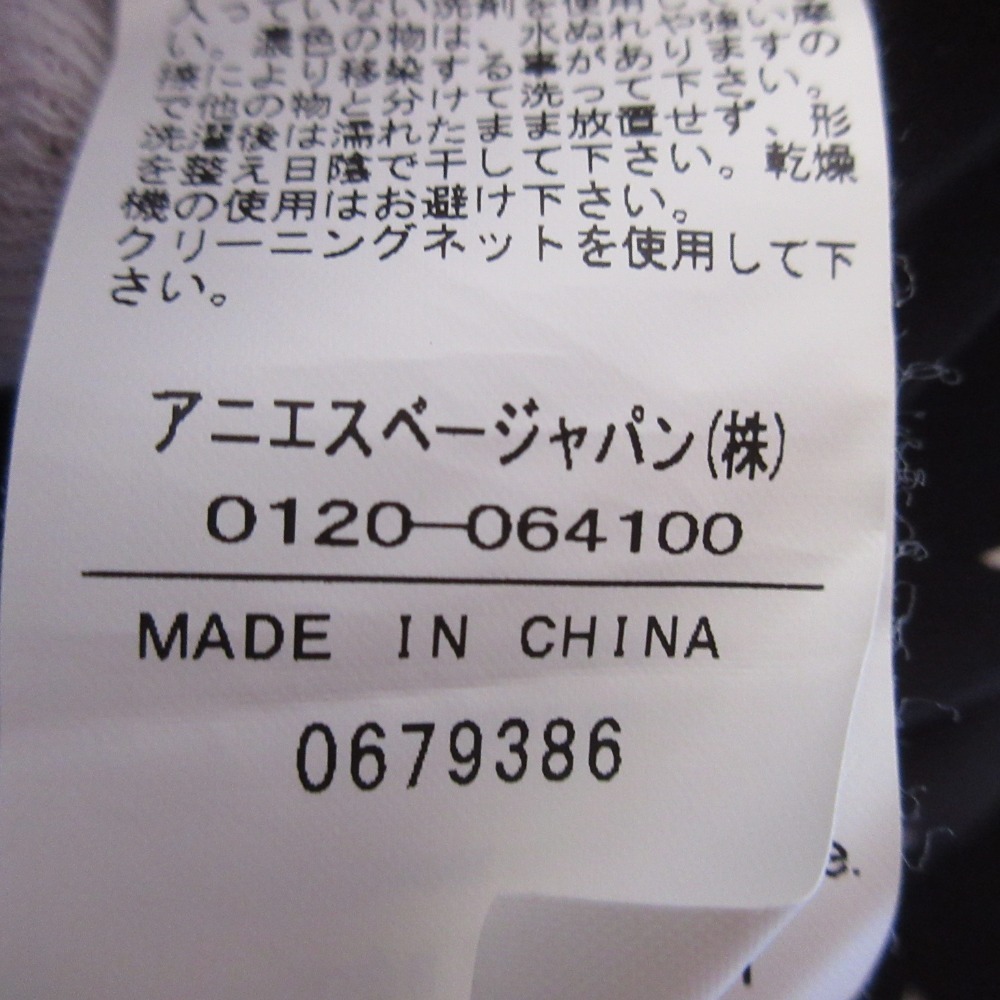 入っていない洗剤を使用し
い。濃色の物は、水ぬれや強い摩
擦により移染する事があります。の
で他の物と分けて洗って下さい。
洗濯後は濡れたまま放置せず、形
を整え日陰で干して下さい。乾燥
機の使用はお避け下さい。
クリーニングネットを使用して下
さい。
アニエスベージャパン(株)
0120-064100
MADE IN CHINA
0679386
e.